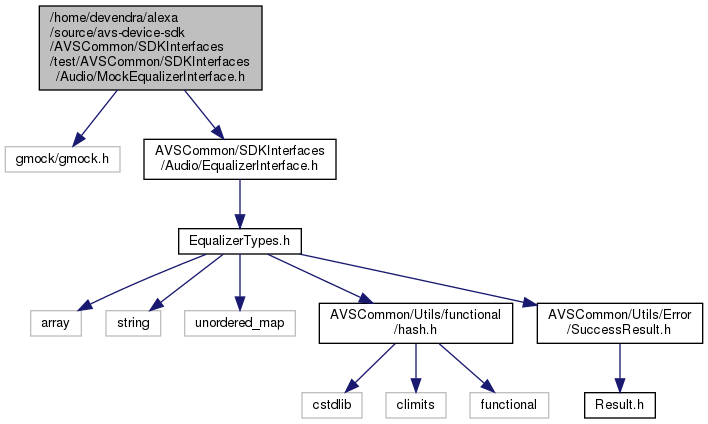 /home/devendra/alexa
/source/avs-device-sdk
/AVSCommon/SDKInterfaces
/test/AVSCommon/SDKInterfaces
/Audio/MockEqualizerInterface.h
gmock/gmock.h
AVSCommon/SDKInterfaces
/Audio/EqualizerInterface.h
EqualizerTypes.h
array
string
unordered_map
AVSCommon/Utils/functional
/hash.h
AVSCommon/Utils/Error
/SuccessResult.h
cstdlib
climits
functional
Result.h